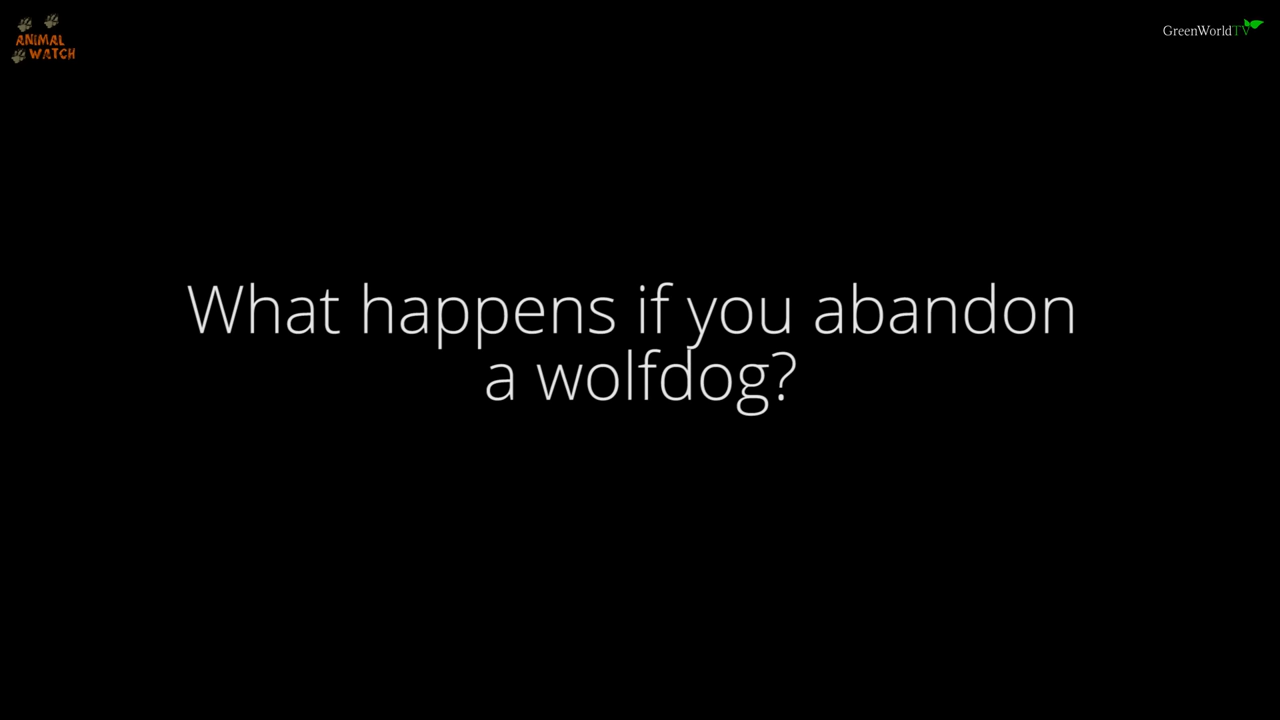 ANIMAL
WATCH
GreenWorldTV
What happens if you abandon
a wolfdog?